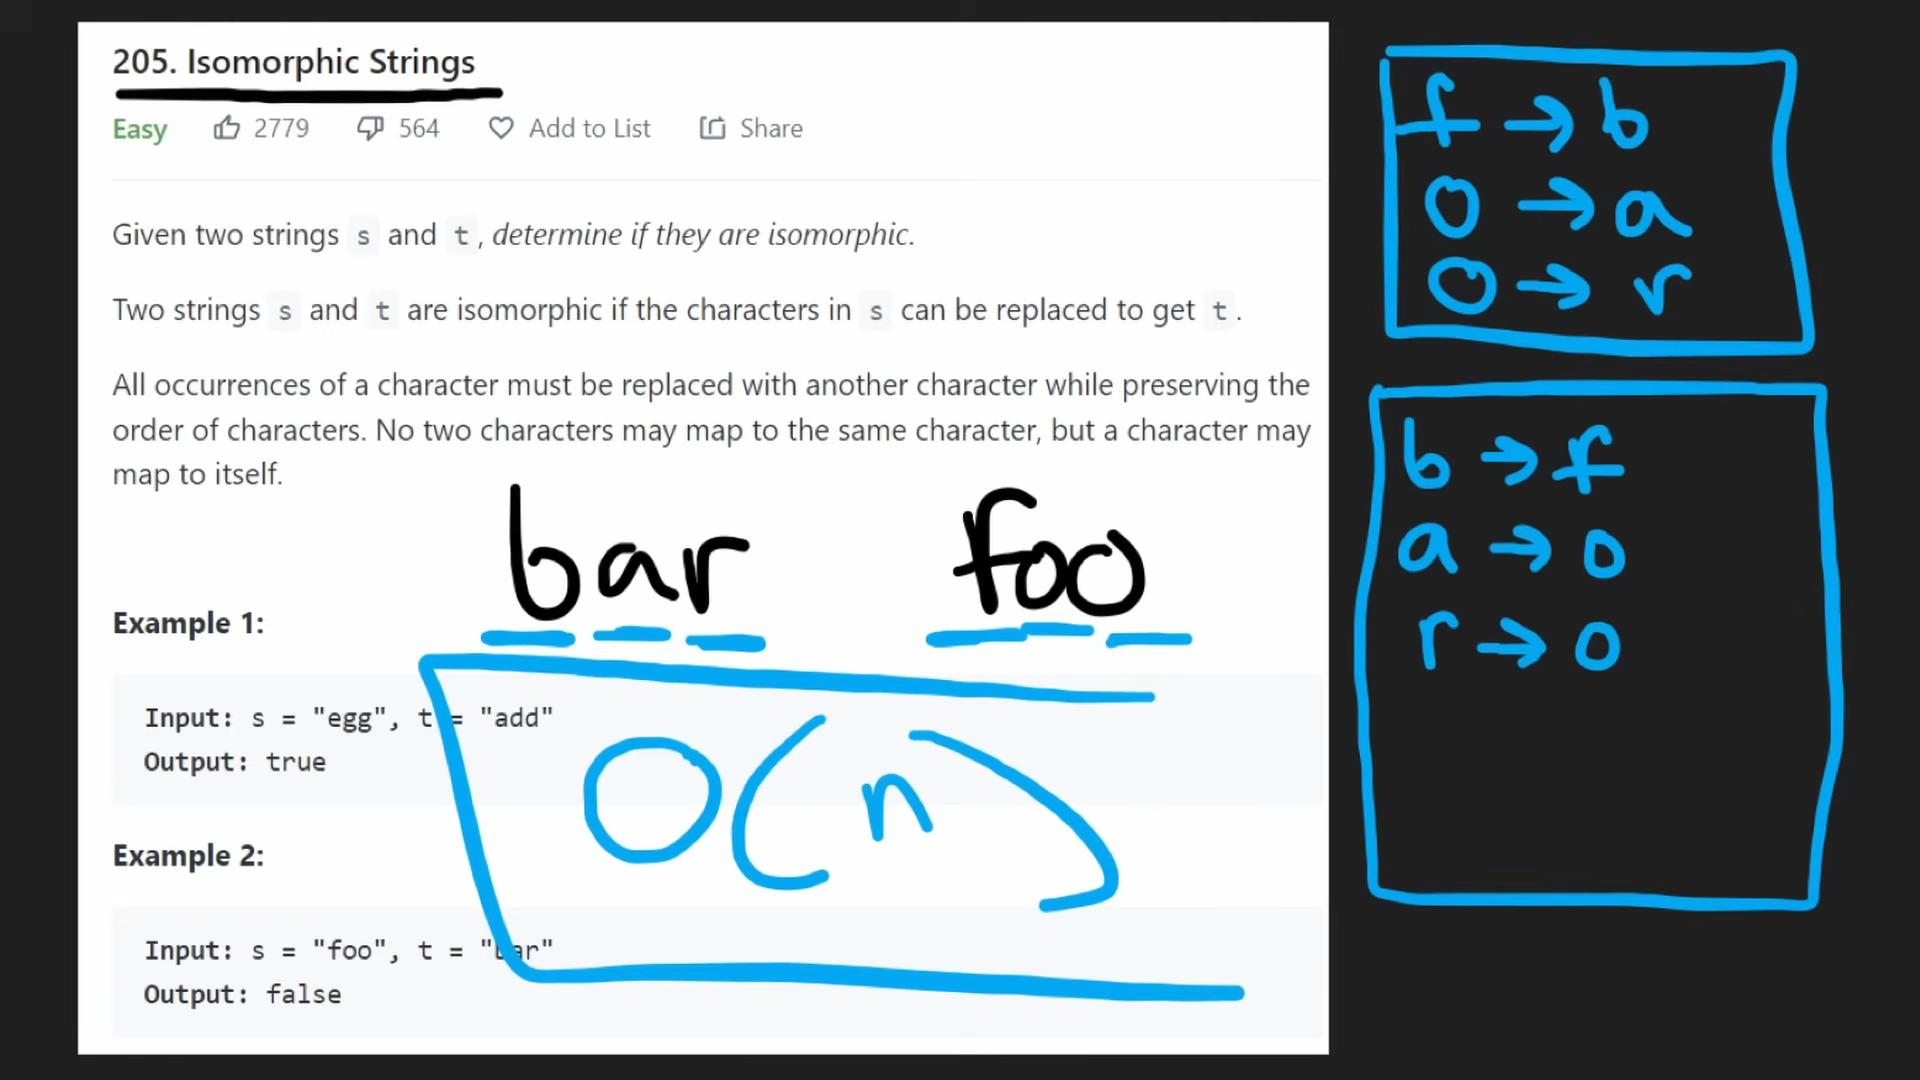 205. Isomorphic Strings
Easy 2779 564 Add to List Share
Given two strings s and t, determine if they are isomorphic.
Two strings s and t are isomorphic if the characters in s can be replaced to get t.
All occurrences of a character must be replaced with another character while preserving the
order of characters. No two characters may map to the same character, but a character may
map to itself.
bar foo
Example 1:
Input: s = "egg", t = "add"
Output: true
O(n)
Example 2:
Input: s = "foo", t = "bar"
Output: false
f → b
o → a
o → r
b → f
a → o
r → o